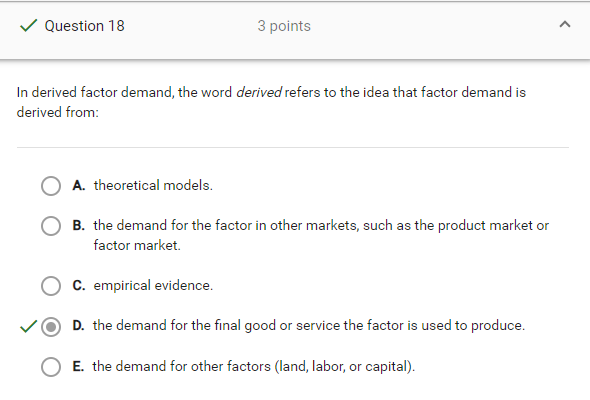 Question 18 3 points
In derived factor demand, the word derived refers to the idea that factor demand is
derived from:
A. theoretical models.
B. the demand for the factor in other markets, such as the product market or
factor market.
C. empirical evidence.
D. the demand for the final good or service the factor is used to produce.
E. the demand for other factors (land, labor, or capital).